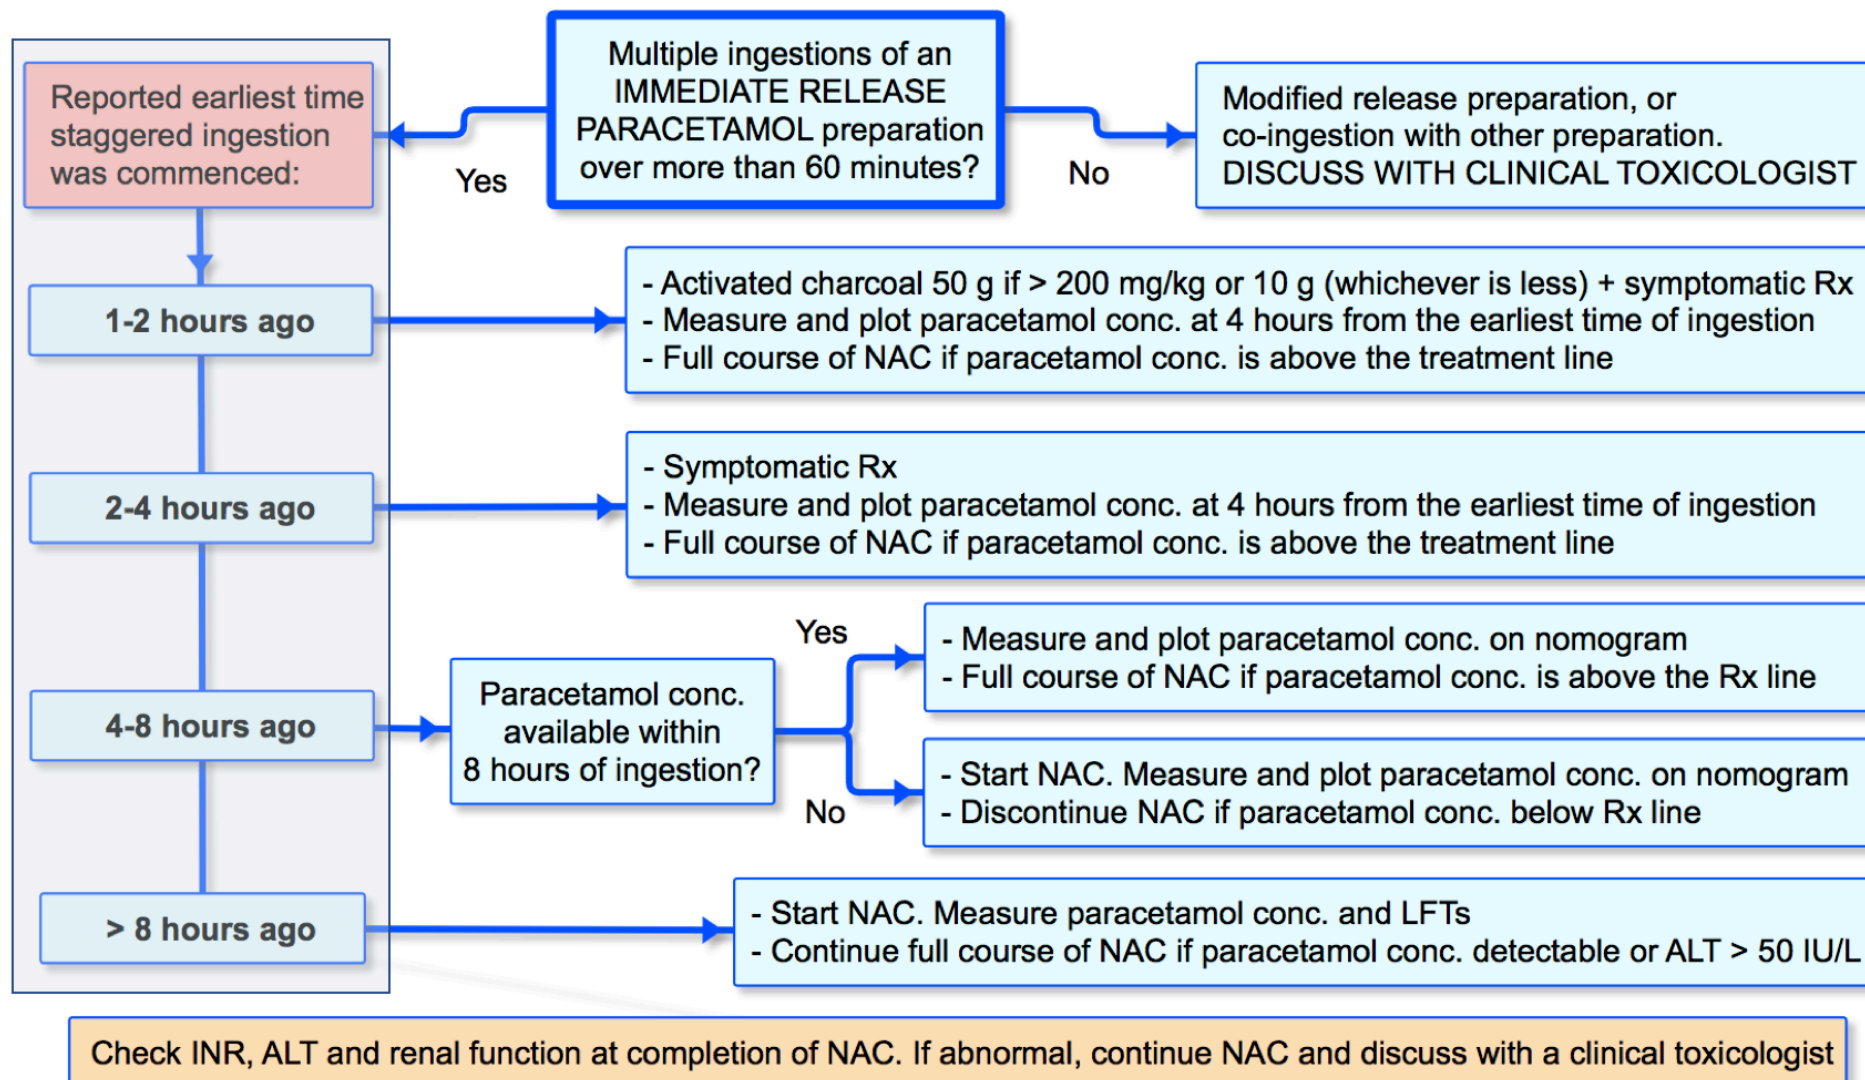 Multiple ingestions of an
IMMEDIATE RELEASE
PARACETAMOL preparation
over more than 60 minutes?
Yes
No
Reported earliest time
staggered ingestion
was commenced:
Modified release preparation, or
co-ingestion with other preparation.
DISCUSS WITH CLINICAL TOXICOLOGIST
1-2 hours ago
- Activated charcoal 50 g if > 200 mg/kg or 10 g (whichever is less) + symptomatic Rx
- Measure and plot paracetamol conc. at 4 hours from the earliest time of ingestion
- Full course of NAC if paracetamol conc. is above the treatment line
2-4 hours ago
- Symptomatic Rx
- Measure and plot paracetamol conc. at 4 hours from the earliest time of ingestion
- Full course of NAC if paracetamol conc. is above the treatment line
4-8 hours ago
Paracetamol conc.
available within
8 hours of ingestion?
Yes
- Measure and plot paracetamol conc. on nomogram
- Full course of NAC if paracetamol conc. is above the Rx line
No
- Start NAC. Measure and plot paracetamol conc. on nomogram
- Discontinue NAC if paracetamol conc. below Rx line
> 8 hours ago
- Start NAC. Measure paracetamol conc. and LFTs
- Continue full course of NAC if paracetamol conc. detectable or ALT > 50 IU/L
Check INR, ALT and renal function at completion of NAC. If abnormal, continue NAC and discuss with a clinical toxicologist